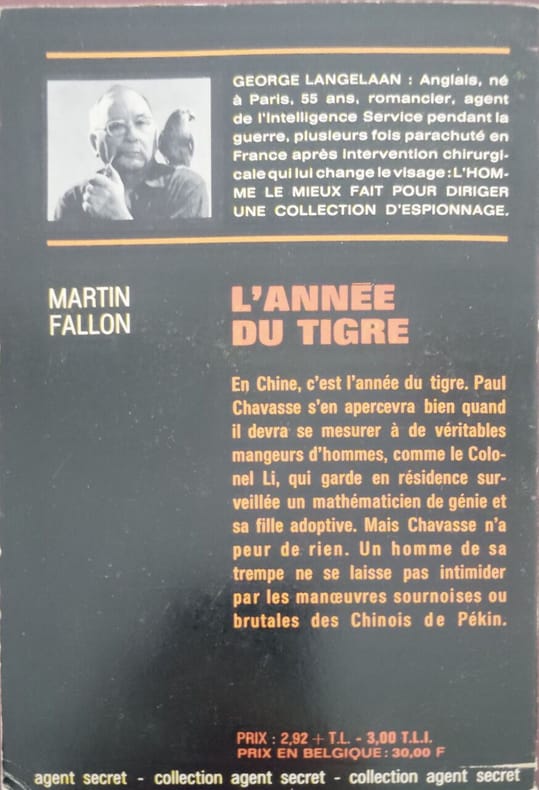 GEORGE LANGELAAN : Anglais, né
à Paris, 55 ans, romancier, agent
de l'Intelligence Service pendant la
guerre, plusieurs fois parachuté en
France après intervention chirurgi-
cale qui lui change le visage : L'HOM-
ME LE MIEUX FAIT POUR DIRIGER
UNE COLLECTION D'ESPIONNAGE.
MARTIN
FALLON
L'ANNÉE
DU TIGRE
En Chine, c'est l'année du tigre. Paul
Chavasse s'en apercevra bien quand
il devra se mesurer à de véritables
mangeurs d'hommes, comme le Colo-
nel Li, qui garde en résidence sur-
veillée un mathématicien de génie et
sa fille adoptive. Mais Chavasse n'a
peur de rien. Un homme de sa
trempe ne se laisse pas intimider
par les manœuvres sournoises ou
brutales des Chinois de Pékin.
PRIX : 2,92 + T.L. - 3,00 T.L.I.
PRIX EN BELGIQUE : 30,00 F
agent secret - collection agent secret - collection agent secret